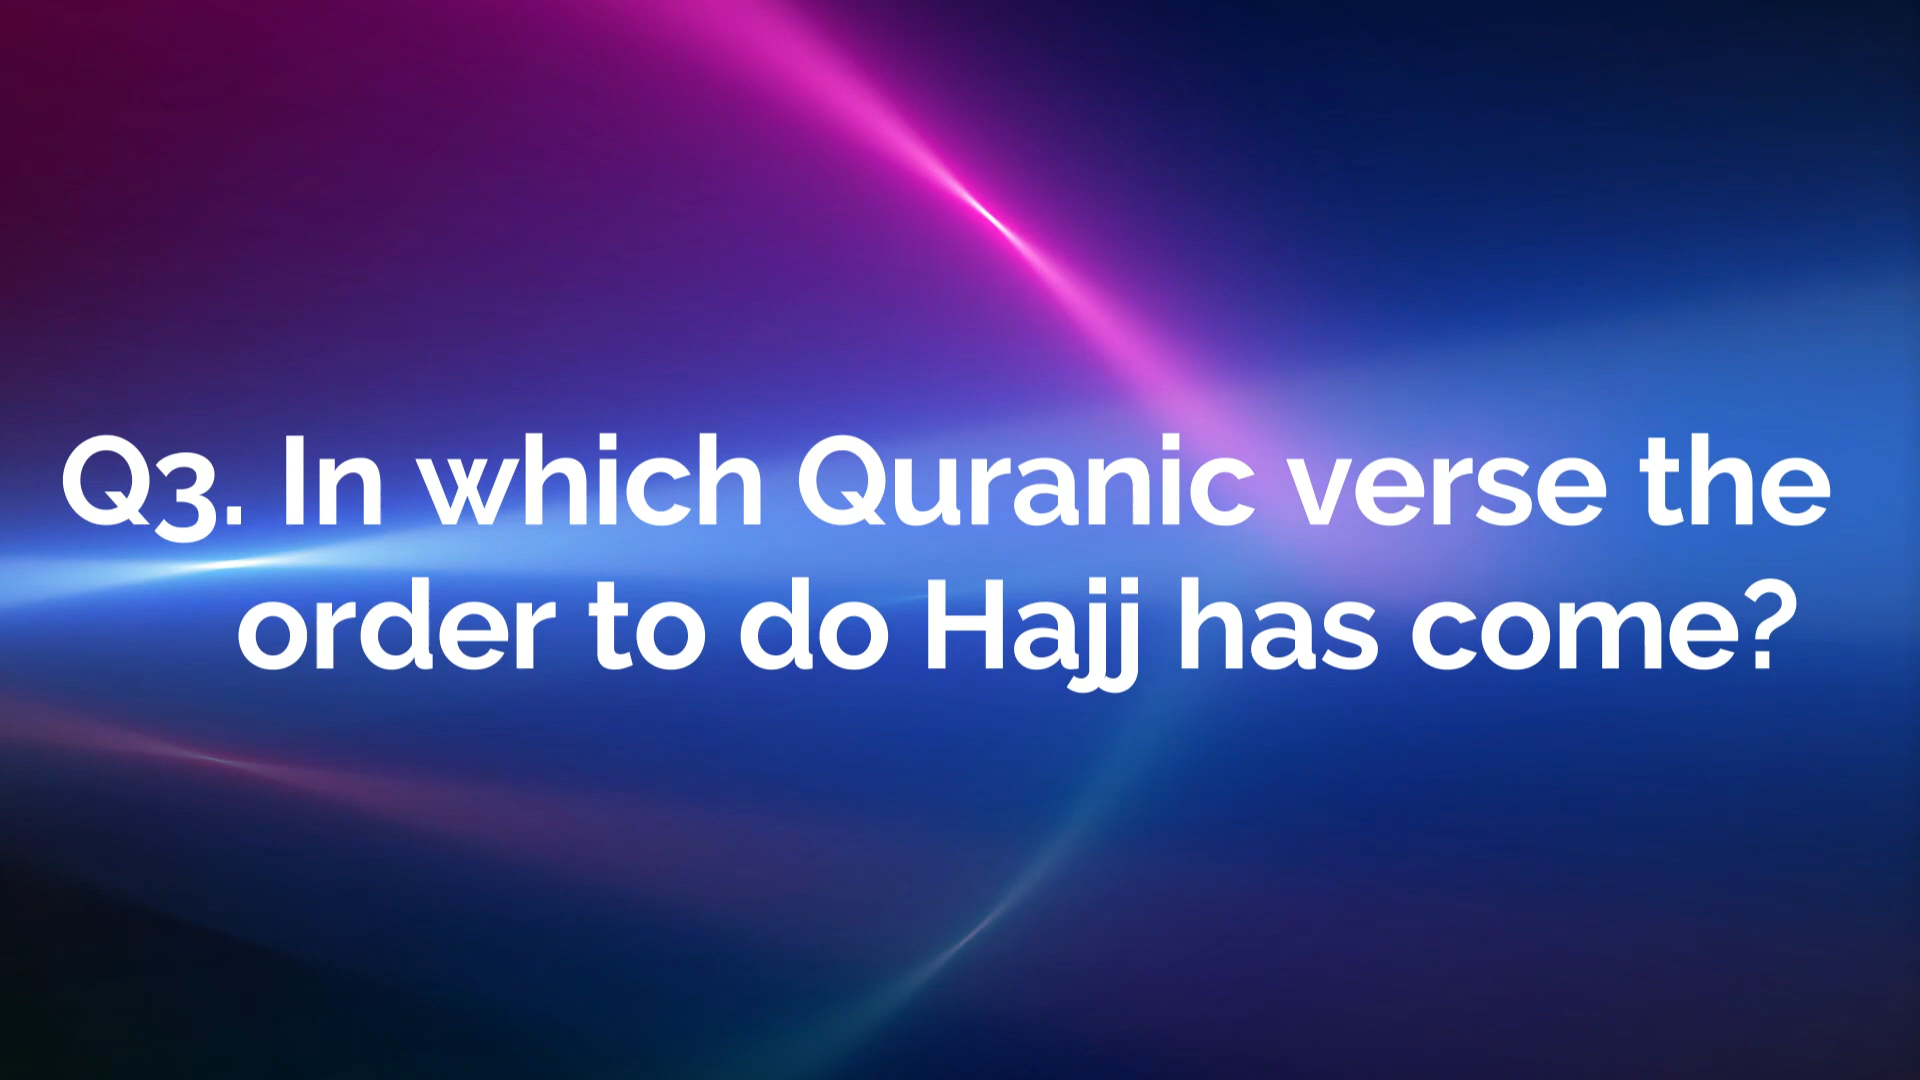 Q3. In which Quranic verse the
order to do Hajj has come?